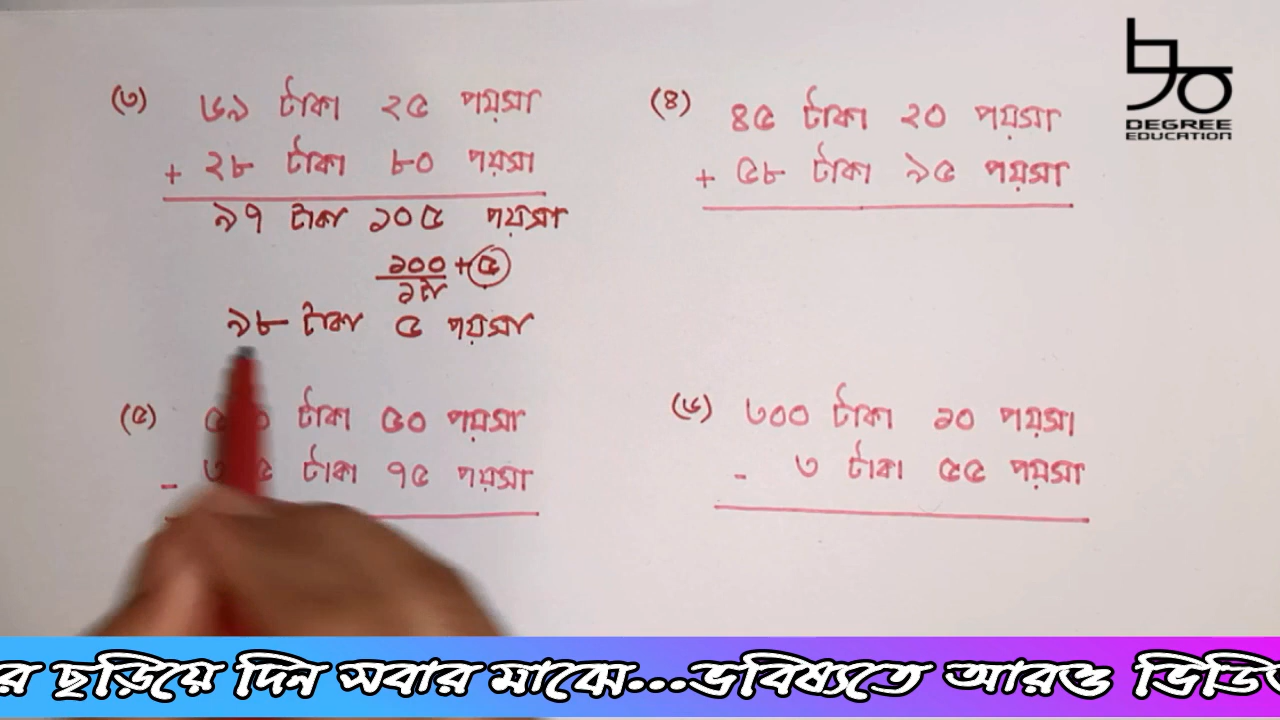 (৩) ৬৯ টাকা ২৫ পয়সা
+ ২৮ টাকা ৮০ পয়সা
৯৭ টাকা ১০৫ পয়সা
১০০ + ৫
৯৮ টাকা ৫ পয়সা
(৪) ৪৫ টাকা ২০ পয়সা
+ ৫৮ টাকা ৯৫ পয়সা
(৫) টাকা ৫০ পয়সা
- টাকা ৭৫ পয়সা
(৬) ৩০০ টাকা ১০ পয়সা
- ৩ টাকা ৫৫ পয়সা
DEGREE
EDUCATION
ছড়িয়ে দিন সবার মাঝে...ভবিষ্যতে আরও